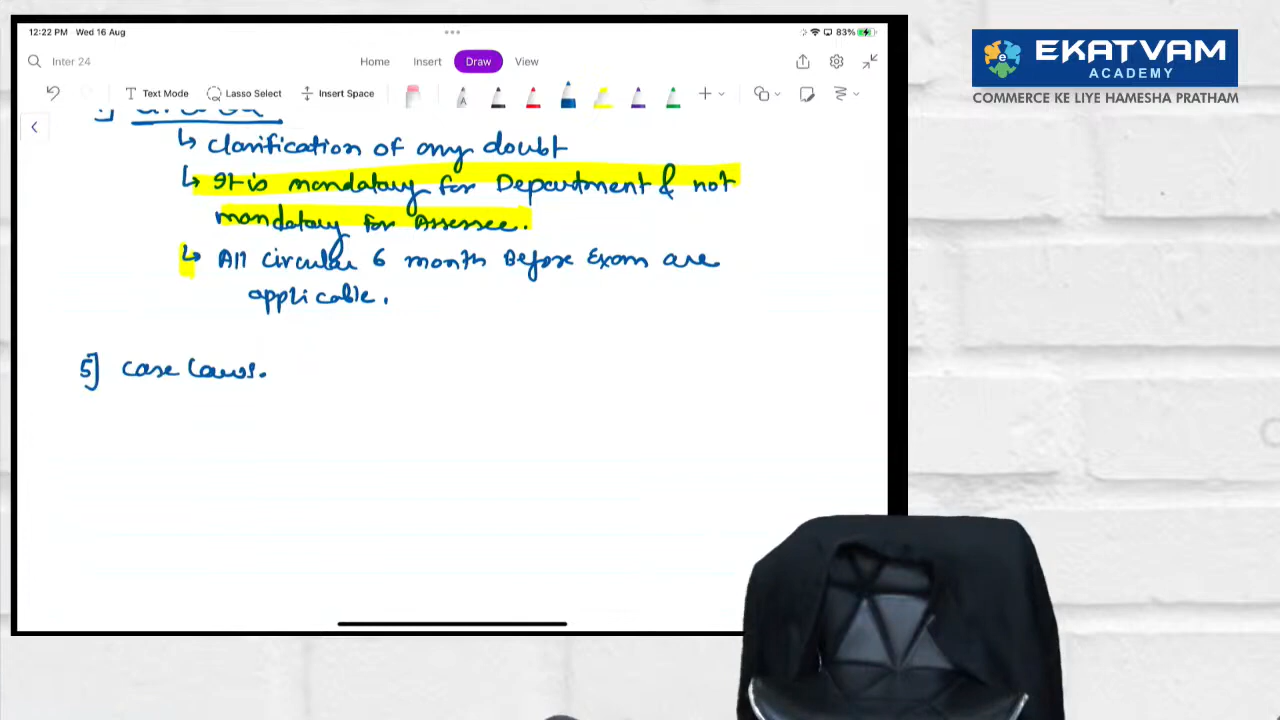 12:22 PM Wed 16 Aug
83%
Inter 24
Home Insert Draw View
Text Mode Lasso Select Insert Space
↳ Clarification of any doubt
↳ It is mandatory for Department & not
mandatory for Assessee.
↳ All circular 6 month Before Exam are
applicable.
5] Case Laws.
EKATVAM
ACADEMY
COMMERCE KE LIYE HAMESHA PRATHAM